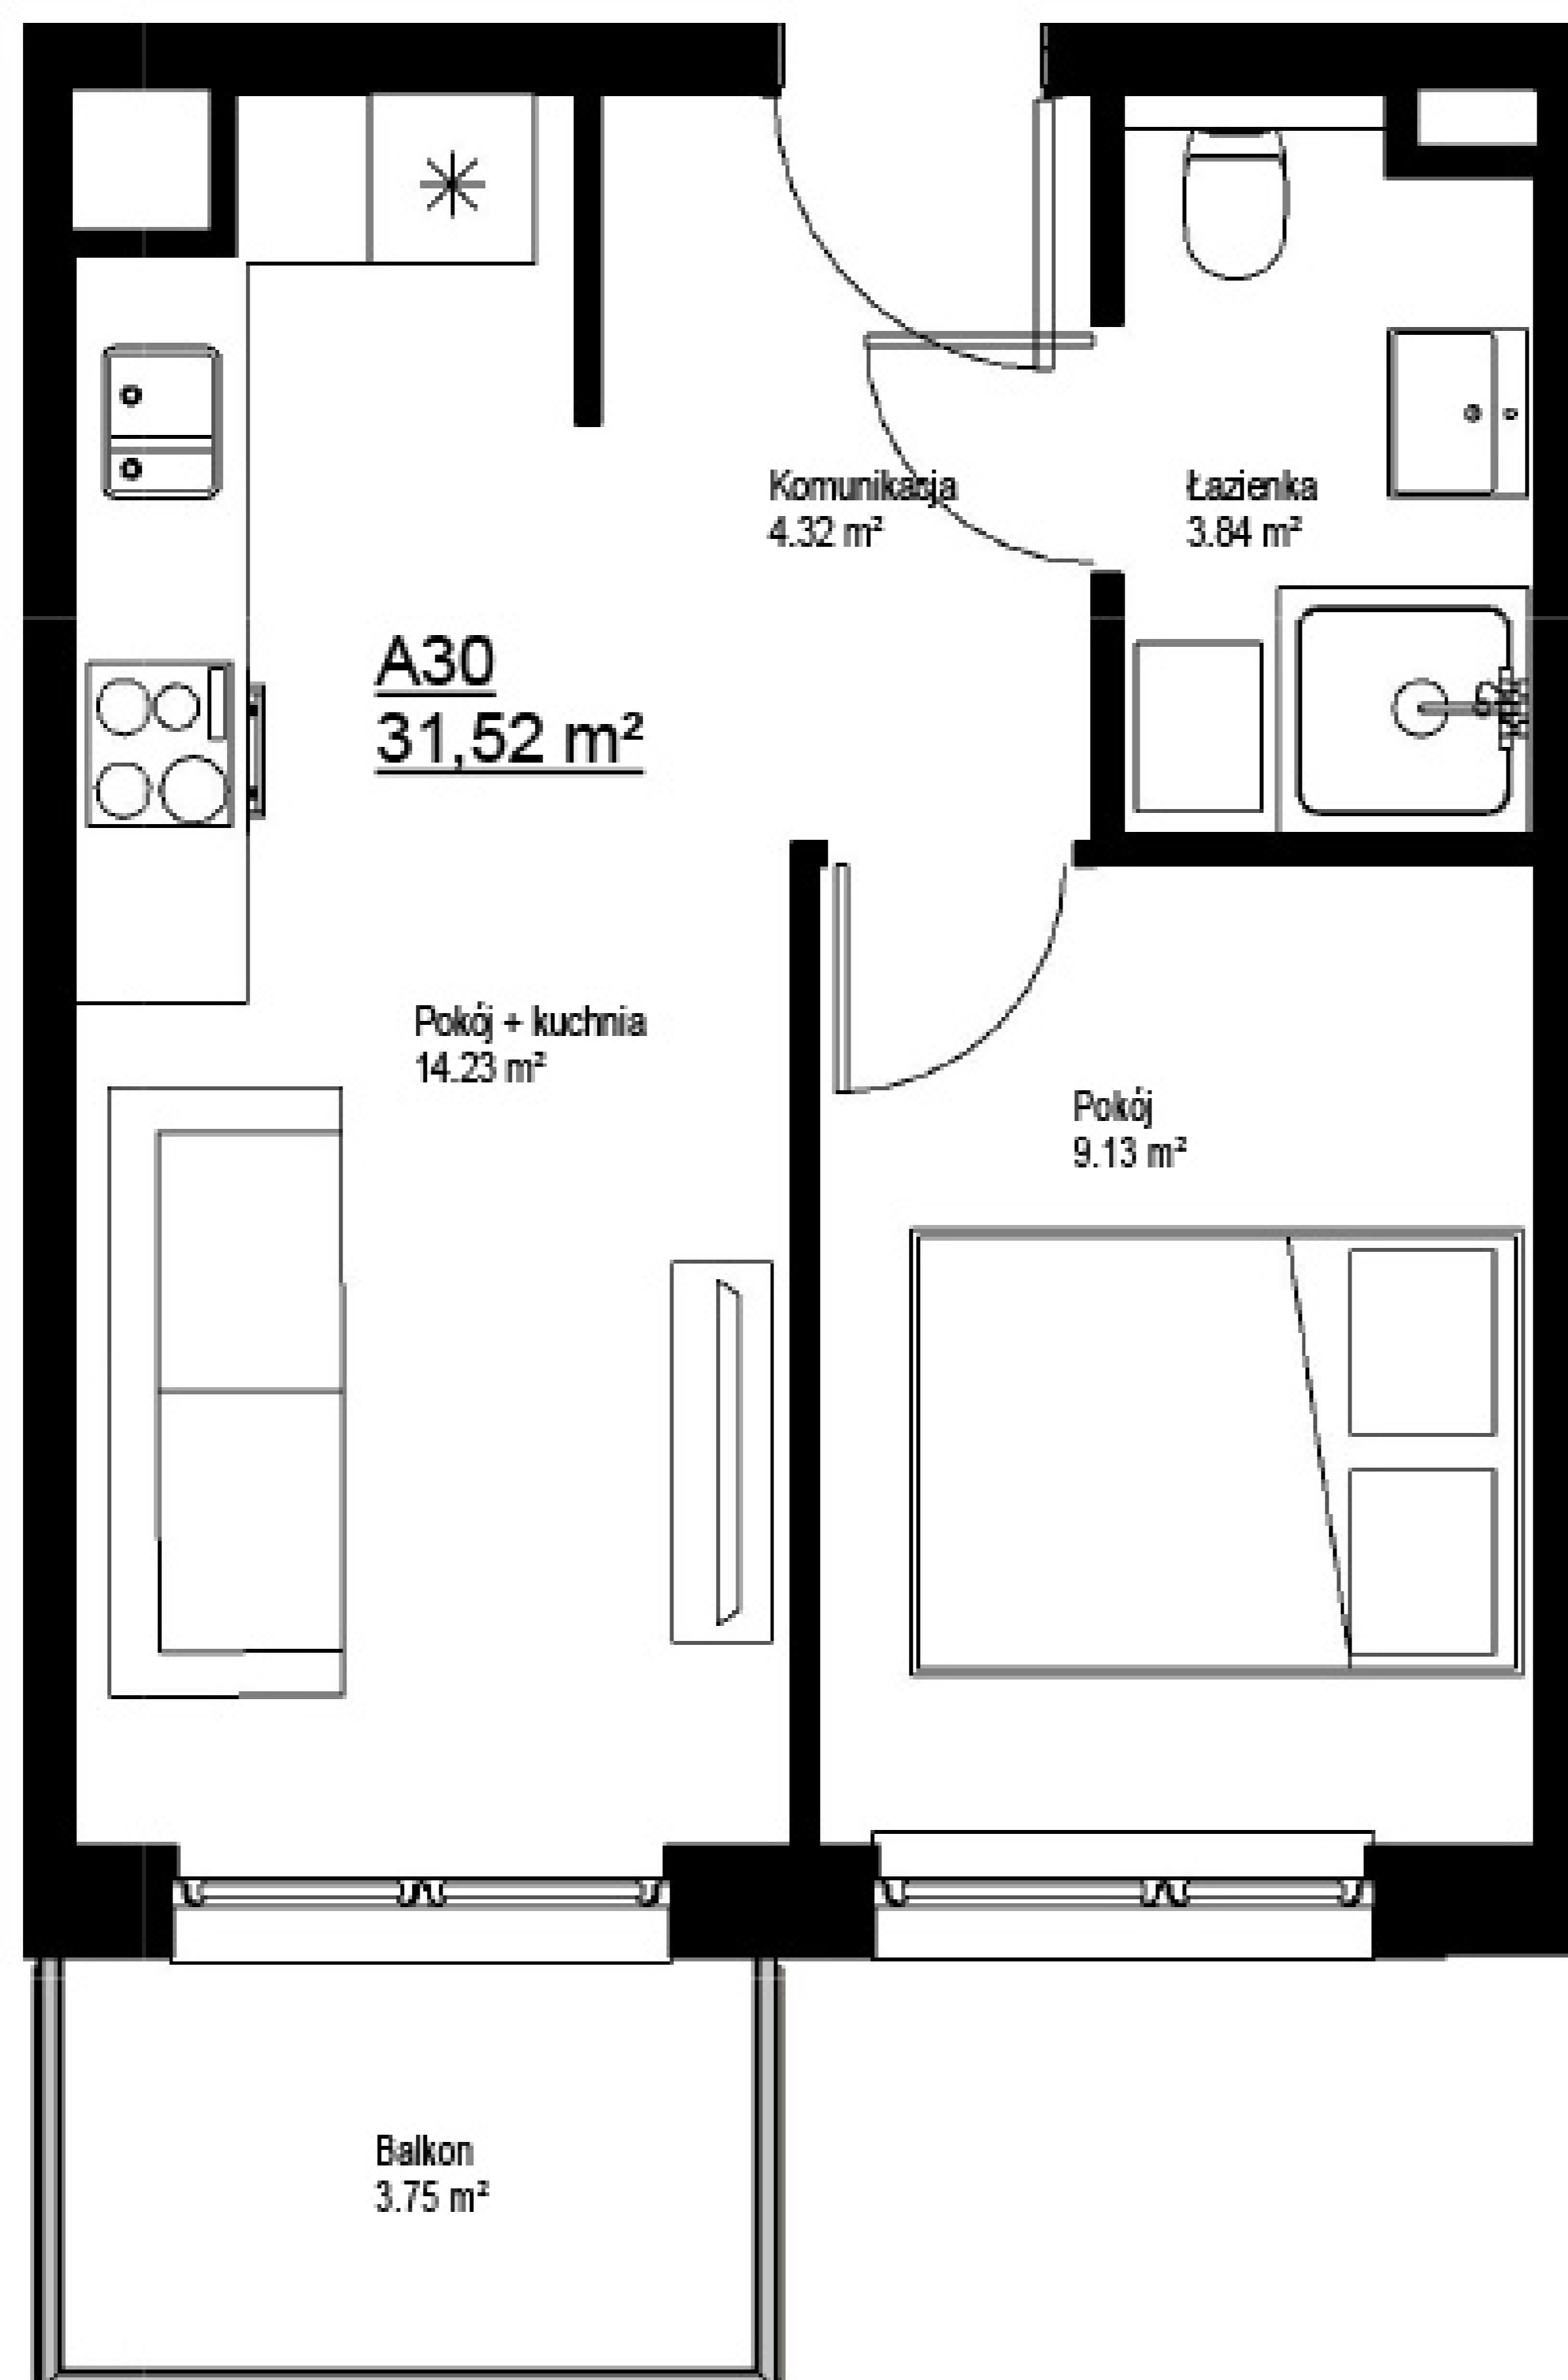 Komunikacja
4.32 m²
Łazienka
3.84 m²
A30
31,52 m²
Pokój + kuchnia
14.23 m²
Pokój
9.13 m²
Balkon
3.75 m²